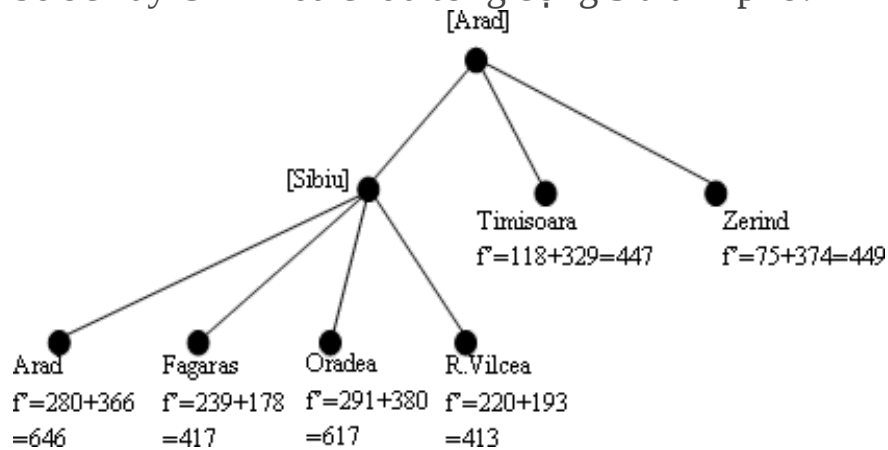 [Arad]
[Sibiu]
Timisoara
f'=118+329=447
Zerind
f'=75+374=449
Arad
f'=280+366
=646
Fagaras
f'=239+178
=417
Oradea
f'=291+380
=617
R.Vilcea
f'=220+193
=413